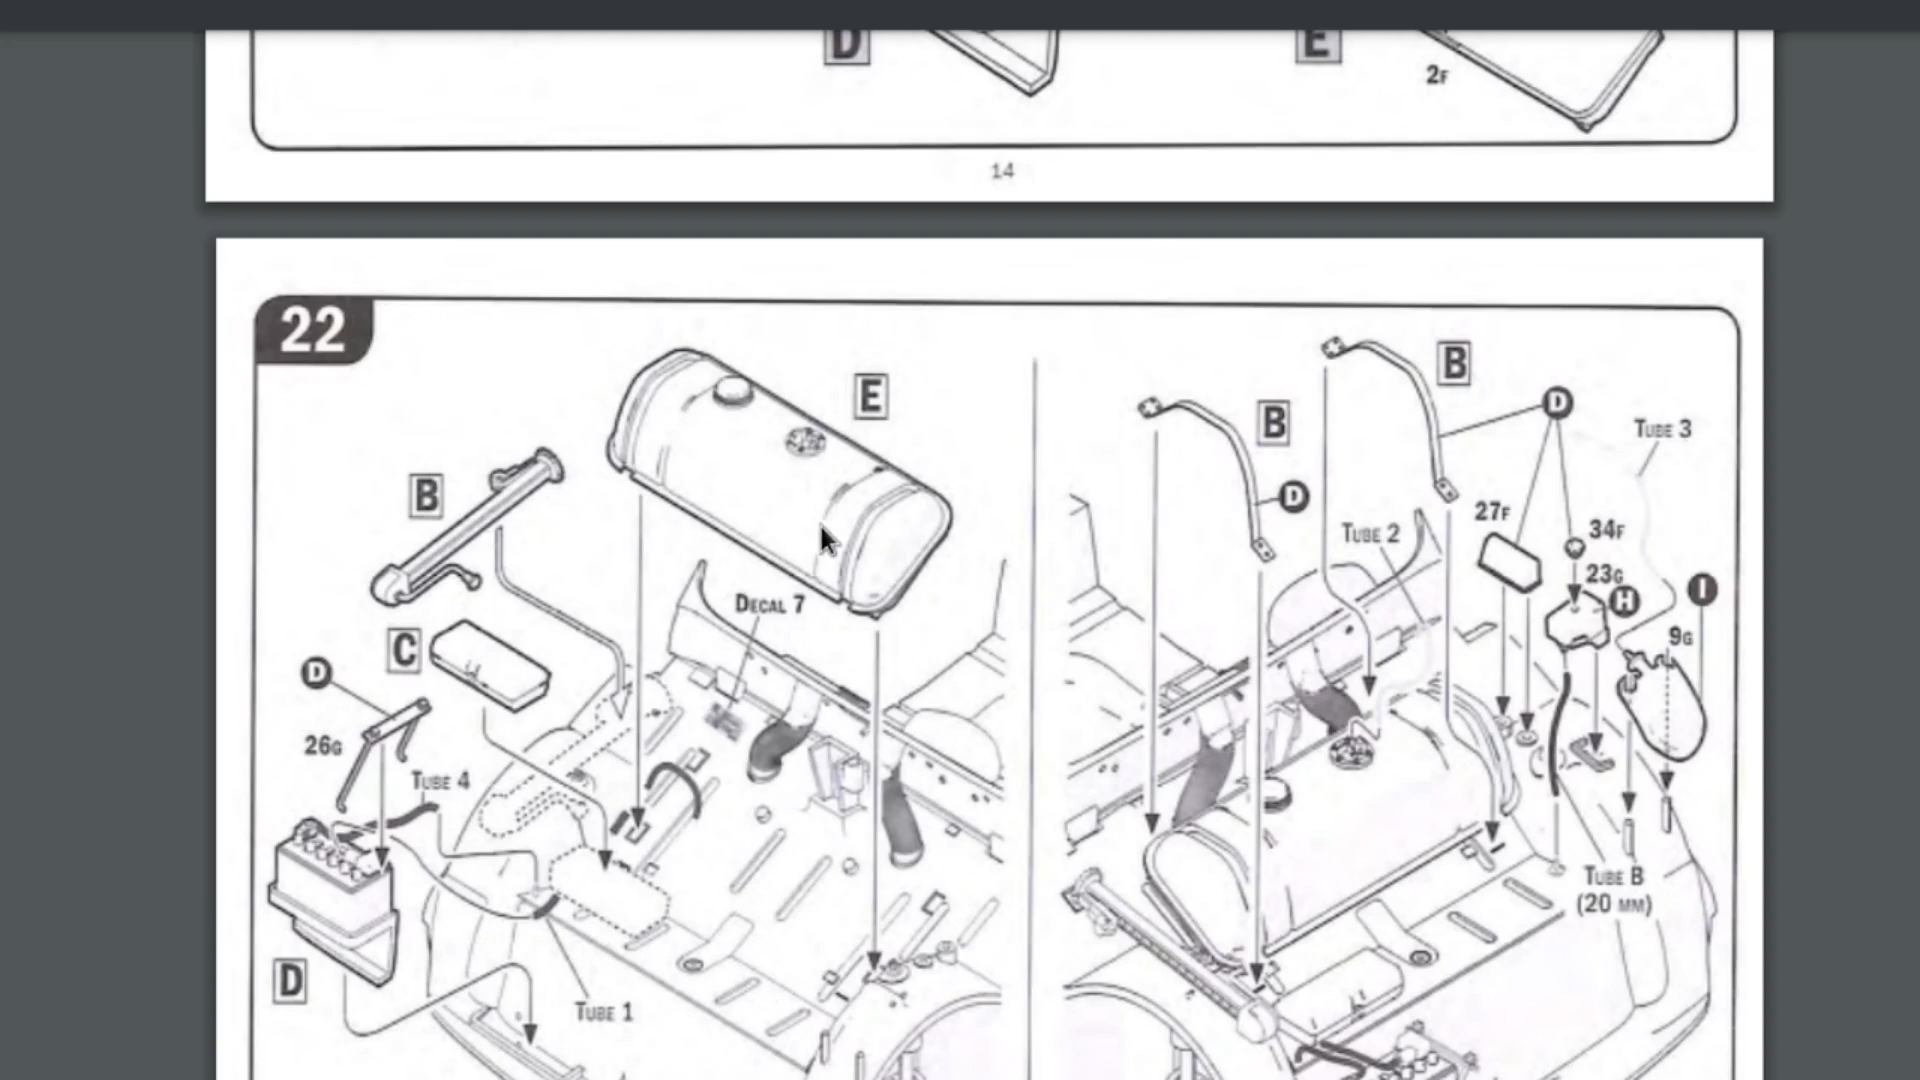 D
E
2F
14
22
E
B
B
B
D
TUBE 3
D
27F
34F
TUBE 2
23G
H
I
9G
DECAL 7
C
D
26G
TUBE 4
D
TUBE 1
TUBE B
(20 MM)